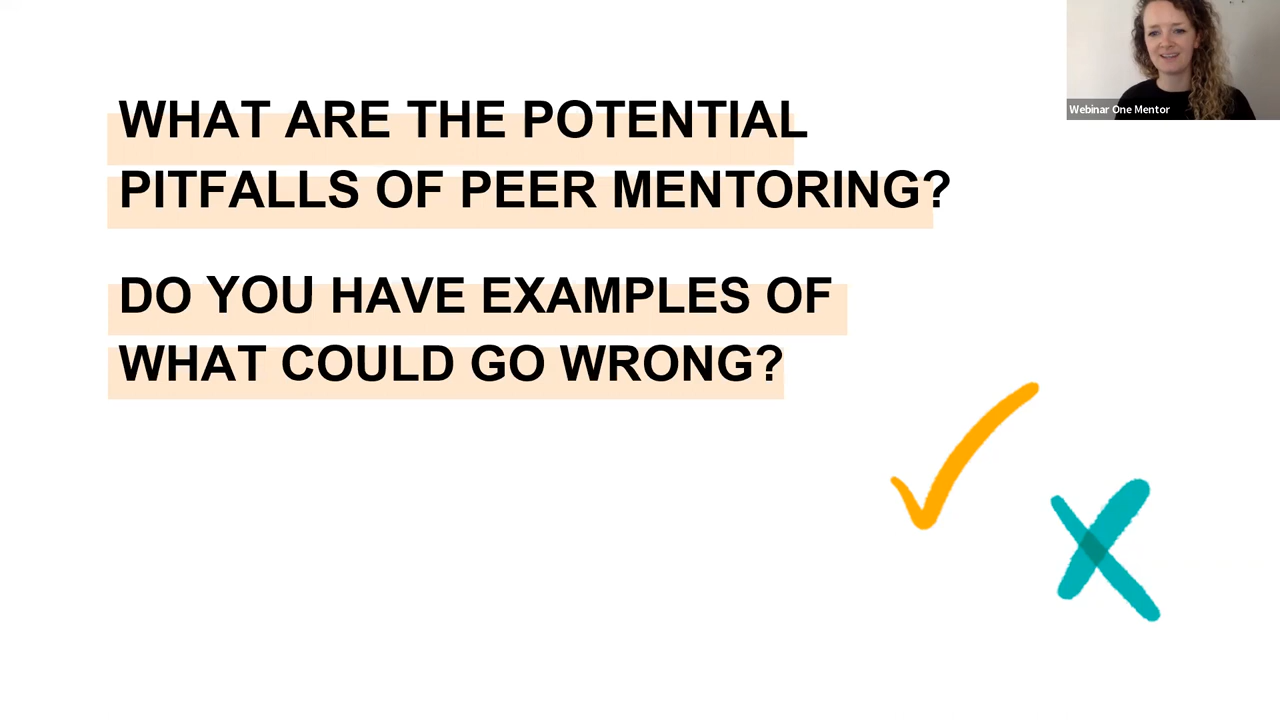 WHAT ARE THE POTENTIAL
PITFALLS OF PEER MENTORING?
DO YOU HAVE EXAMPLES OF
WHAT COULD GO WRONG?
Webinar One Mentor